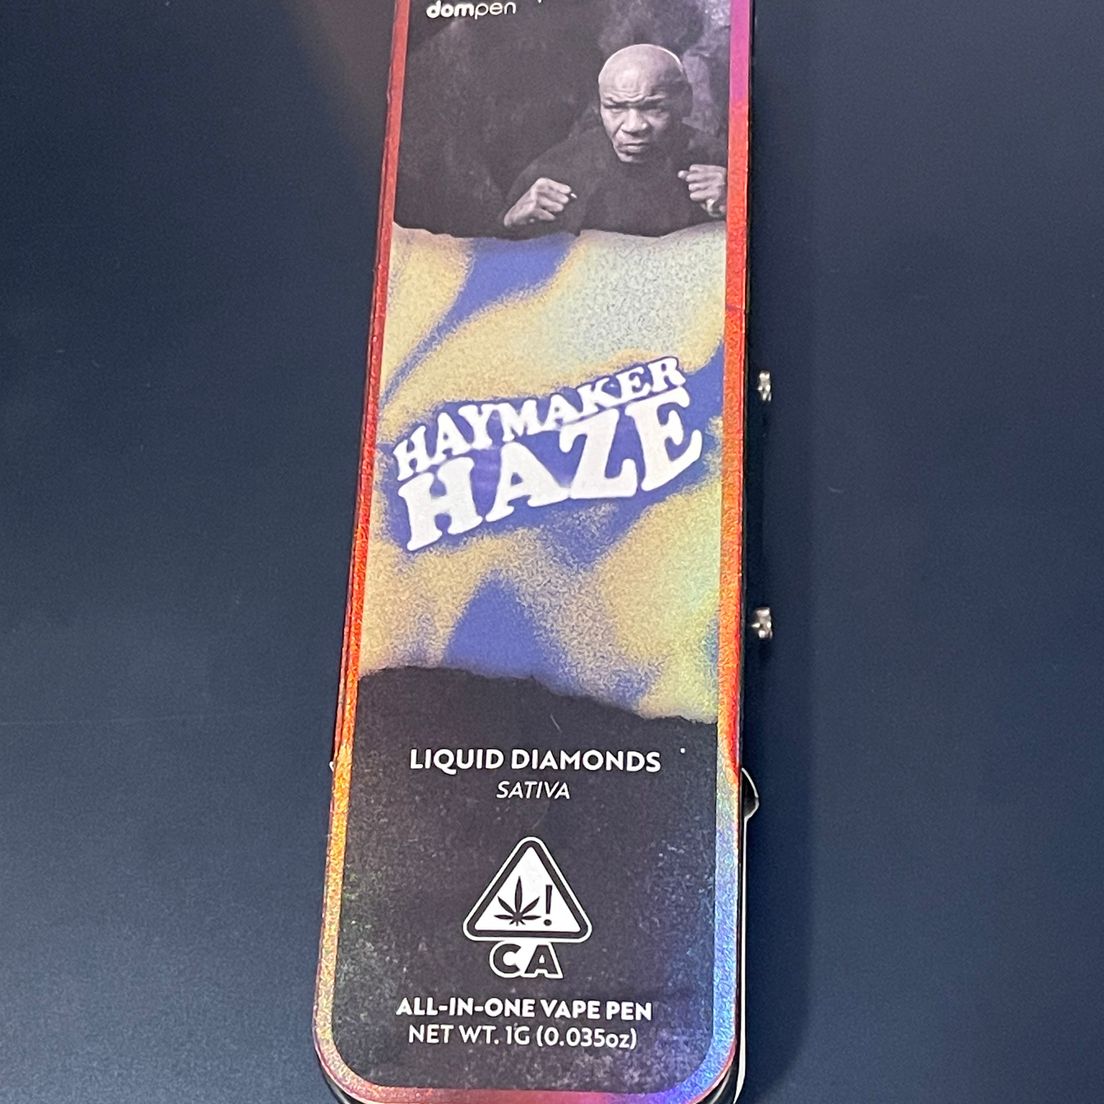 dompen
HAYMAKER
HAZE
LIQUID DIAMONDS
SATIVA
!
CA
ALL-IN-ONE VAPE PEN
NET WT. 1G (0.035oz)